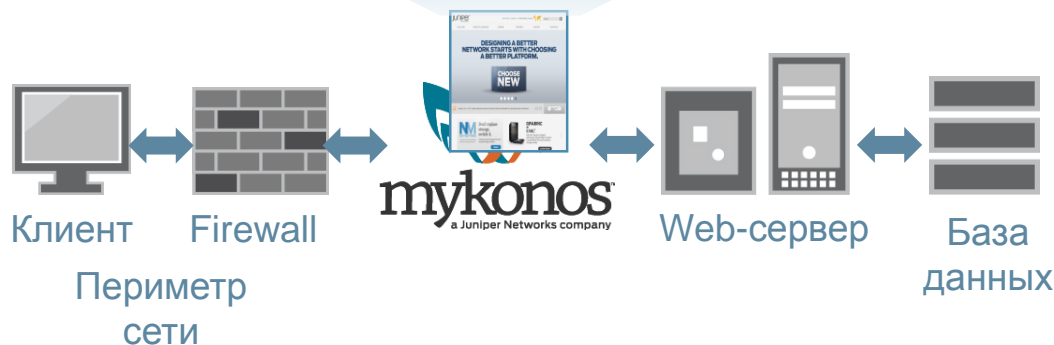 DESIGNING A BETTER
NETWORK STARTS WITH CHOOSING
A BETTER PLATFORM.
CHOOSE
NEW
mykonos
a Juniper Networks company
Клиент
Firewall
Web-сервер
База
данных
Периметр
сети